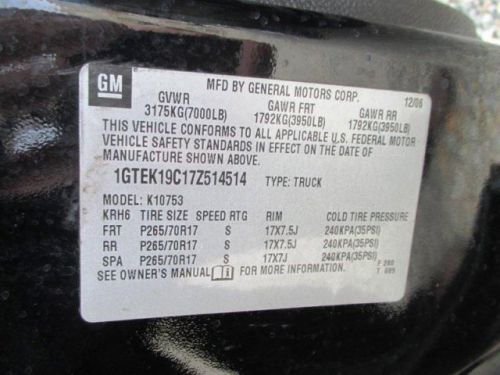 GM
MFD BY GENERAL MOTORS CORP. 12/06
GVWR GAWR FRT GAWR RR
3175KG(7000LB) 1792KG(3950LB) 1792KG(3950LB)
THIS VEHICLE CONFORMS TO ALL APPLICABLE U.S. FEDERAL MOTOR
VEHICLE SAFETY STANDARDS IN EFFECT ON THE DATE OF
MANUFACTURE SHOWN ABOVE.
1GTEK19C17Z514514 TYPE: TRUCK
MODEL: K10753
KRH6 TIRE SIZE SPEED RTG RIM COLD TIRE PRESSURE
FRT P265/70R17 S 17X7.5J 240KPA(35PSI)
RR P265/70R17 S 17X7.5J 240KPA(35PSI)
SPA P265/70R17 S 17X7J 240KPA(35PSI)
SEE OWNER'S MANUAL FOR MORE INFORMATION.